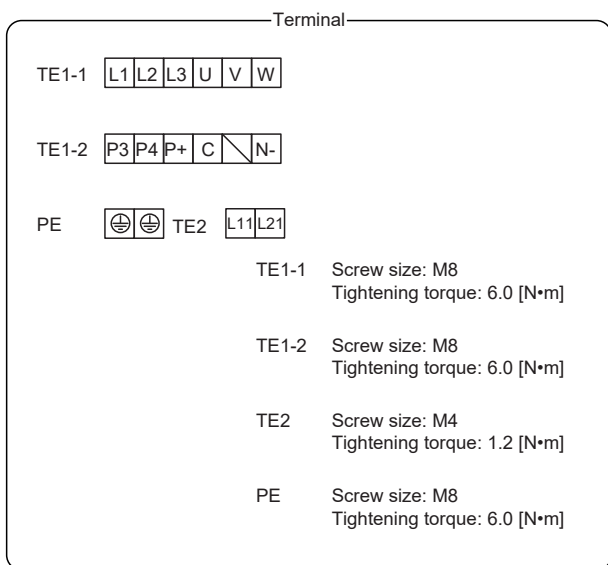 Terminal
TE1-1 L1 L2 L3 U V W
TE1-2 P3 P4 P+ C N-
PE TE2 L11 L21
TE1-1 Screw size: M8
Tightening torque: 6.0 [N•m]
TE1-2 Screw size: M8
Tightening torque: 6.0 [N•m]
TE2 Screw size: M4
Tightening torque: 1.2 [N•m]
PE Screw size: M8
Tightening torque: 6.0 [N•m]